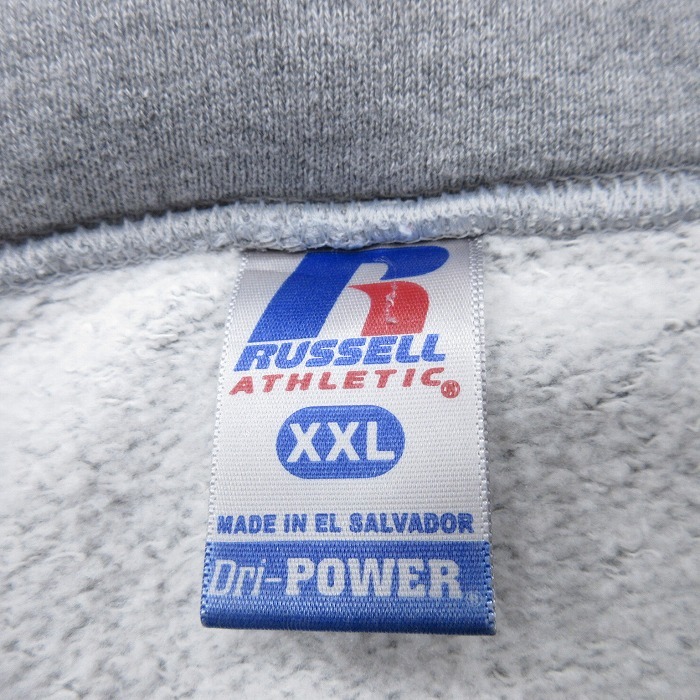 R
RUSSELL
ATHLETIC®
XXL
MADE IN EL SALVADOR
Dri-POWER®